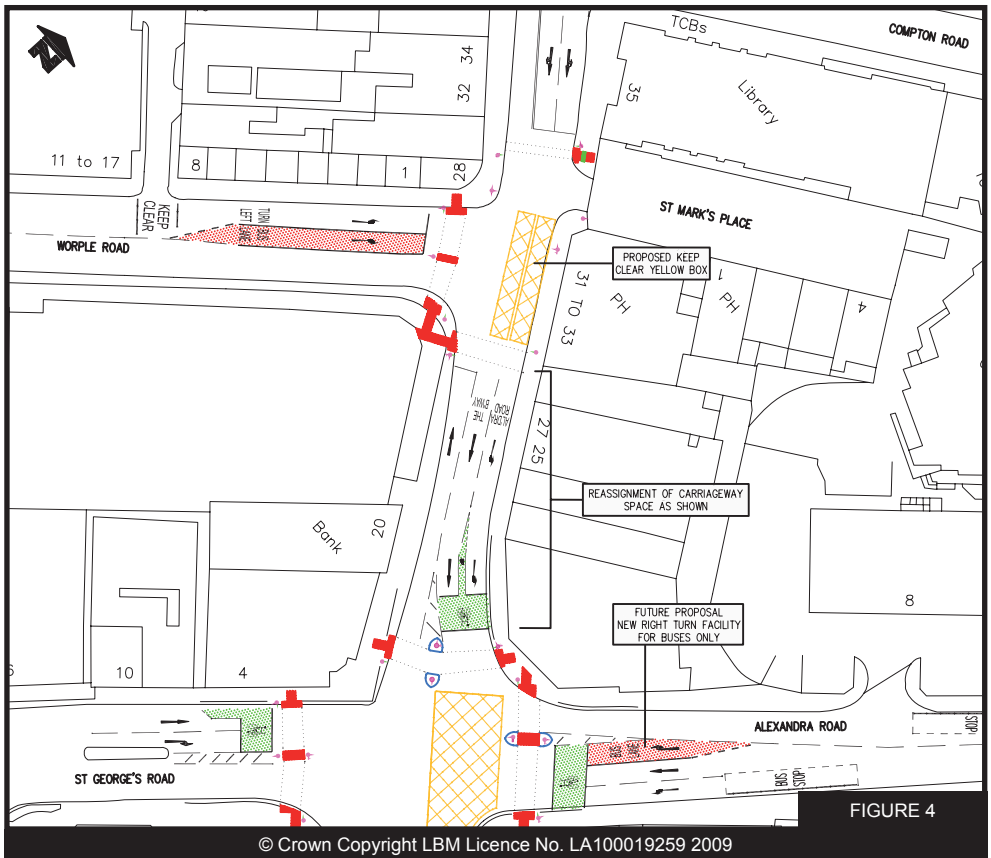 TCBs
COMPTON ROAD
34
32
35
Library
11 to 17
8
1
28
KEEP
CLEAR
TURN
LEFT
BUS
LANE
WORPLE ROAD
ST MARK'S PLACE
PROPOSED KEEP
CLEAR YELLOW BOX
31 TO 33
PH
1
PH
4
THE
B'WAY
ALDRA
ROAD
27 25
REASSIGNMENT OF CARRIAGEWAY
SPACE AS SHOWN
20
Bank
8
FUTURE PROPOSAL
NEW RIGHT TURN FACILITY
FOR BUSES ONLY
10
4
ALEXANDRA ROAD
STOP
BUS
LANE
BUS
STOP
ST GEORGE'S ROAD
FIGURE 4
© Crown Copyright LBM Licence No. LA100019259 2009